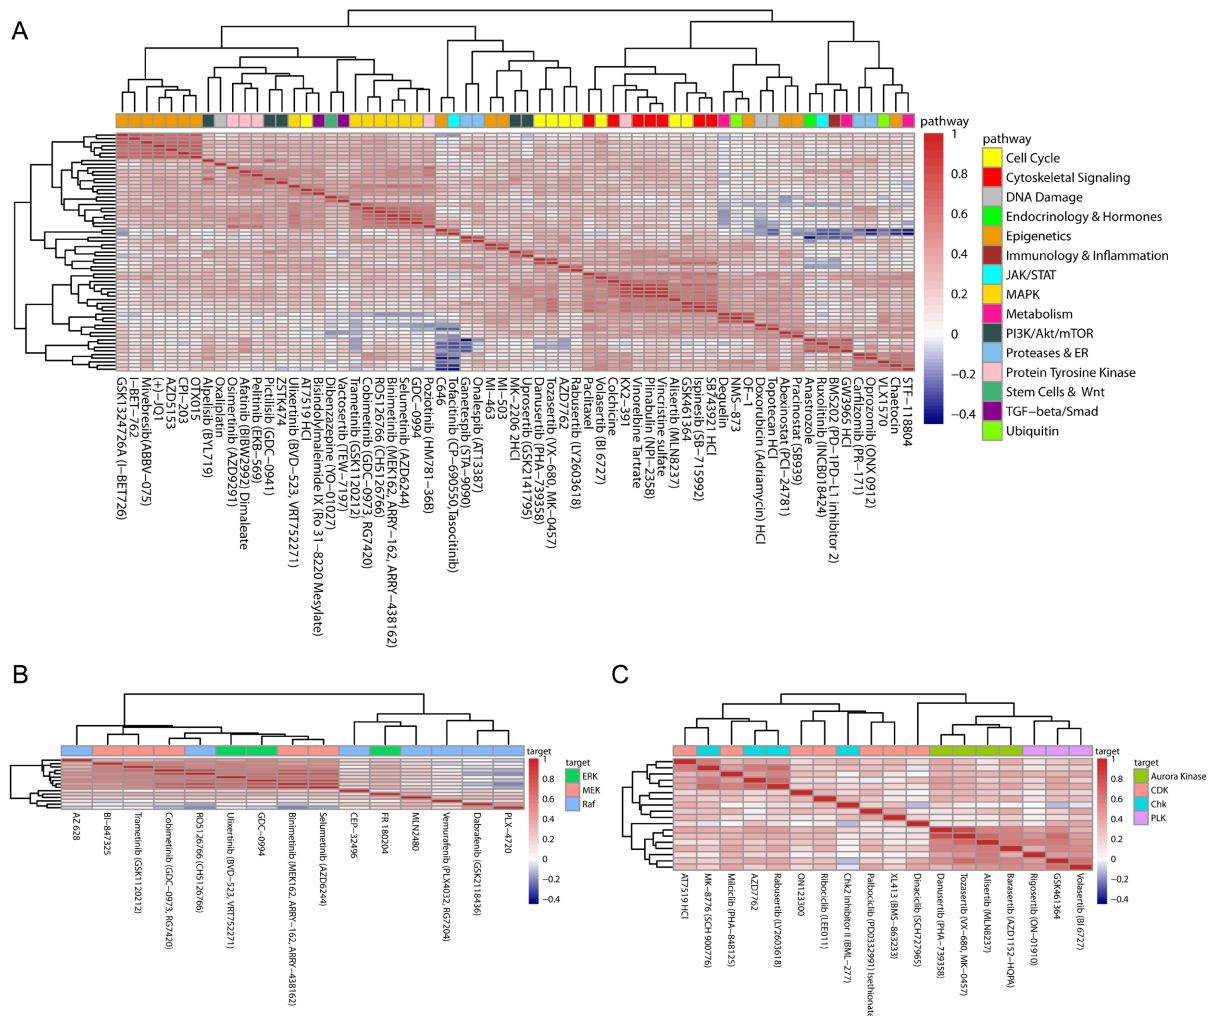 A
pathway
1
0.8
0.6
0.4
0.2
0
−0.2
−0.4
pathway
Cell Cycle
Cytoskeletal Signaling
DNA Damage
Endocrinology & Hormones
Epigenetics
Immunology & Inflammation
JAK/STAT
MAPK
Metabolism
PI3K/Akt/mTOR
Proteases & ER
Protein Tyrosine Kinase
Stem Cells & Wnt
TGF−beta/Smad
Ubiquitin
GSK1324726A (I−BET726)
I−BET−762
Mivebresib(ABBV−075)
(+)−JQ1
AZD5153
CPI−203
OTX015
Alpelisib (BYL719)
Oxaliplatin
Osimertinib (AZD9291)
Afatinib (BIBW2992) Dimaleate
Pelitinib (EKB−569)
Pictilisib (GDC−0941)
ZSTK474
Ulixertinib (BVD−523, VRT752271)
AT7519 HCl
Bisindolylmaleimide IX (Ro 31−8220 Mesylate)
Dibenzazepine (YO−01027)
Vactosertib (TEW−7197)
Trametinib (GSK1120212)
Cobimetinib (GDC−0973, RG7420)
RO5126766 (CH5126766)
Binimetinib (MEK162, ARRY−162, ARRY−438162)
Selumetinib (AZD6244)
GDC−0994
Poziotinib (HM781−36B)
C646
Tofacitinib (CP−690550,Tasocitinib)
Ganetespib (STA−9090)
Onalespib (AT13387)
MI−463
MI−503
MK−2206 2HCl
Uprosertib (GSK2141795)
Danusertib (PHA−739358)
Tozasertib (VX−680, MK−0457)
AZD7762
Rabusertib (LY2603618)
Paclitaxel
Volasertib (BI 6727)
Colchicine
KX2−391
Vinorelbine Tartrate
Plinabulin (NPI−2358)
Vincristine sulfate
Alisertib (MLN8237)
GSK461364
Ispinesib (SB−715992)
SB743921 HCl
Deguelin
NMS−873
OF−1
Doxorubicin (Adriamycin) HCl
Topotecan HCl
Abexinostat (PCI−24781)
Pracinostat (SB939)
Anastrozole
Ruxolitinib (INCB018424)
BMS202 (PD−1PD−L1 inhibitor 2)
GW3965 HCl
Carfilzomib (PR−171)
Oprozomib (ONX 0912)
VLX1570
Chaetocin
STF−118804
B
target
1
0.8
0.6
0.4
0.2
0
−0.2
−0.4
target
ERK
MEK
Raf
AZ 628
BI−847325
Trametinib (GSK1120212)
Cobimetinib (GDC−0973, RG7420)
RO5126766 (CH5126766)
Ulixertinib (BVD−523, VRT752271)
GDC−0994
Binimetinib (MEK162, ARRY−162, ARRY−438162)
Selumetinib (AZD6244)
CEP−32496
FR 180204
MLN2480
Vemurafenib (PLX4032, RG7204)
Dabrafenib (GSK2118436)
PLX−4720
C
target
1
0.8
0.6
0.4
0.2
0
−0.2
−0.4
target
Aurora Kinase
CDK
Chk
PLK
AT7519 HCl
MK−8776 (SCH 900776)
Milciclib (PHA−848125)
AZD7762
Rabusertib (LY2603618)
ON123300
Ribociclib (LEE011)
Chk2 Inhibitor II (BML−277)
Palbociclib (PD0332991) Isethionate
XL413 (BMS−863233)
Dinaciclib (SCH727965)
Danusertib (PHA−739358)
Tozasertib (VX−680, MK−0457)
Alisertib (MLN8237)
Barasertib (AZD1152−HQPA)
Rigosertib (ON−01910)
GSK461364
Volasertib (BI 6727)